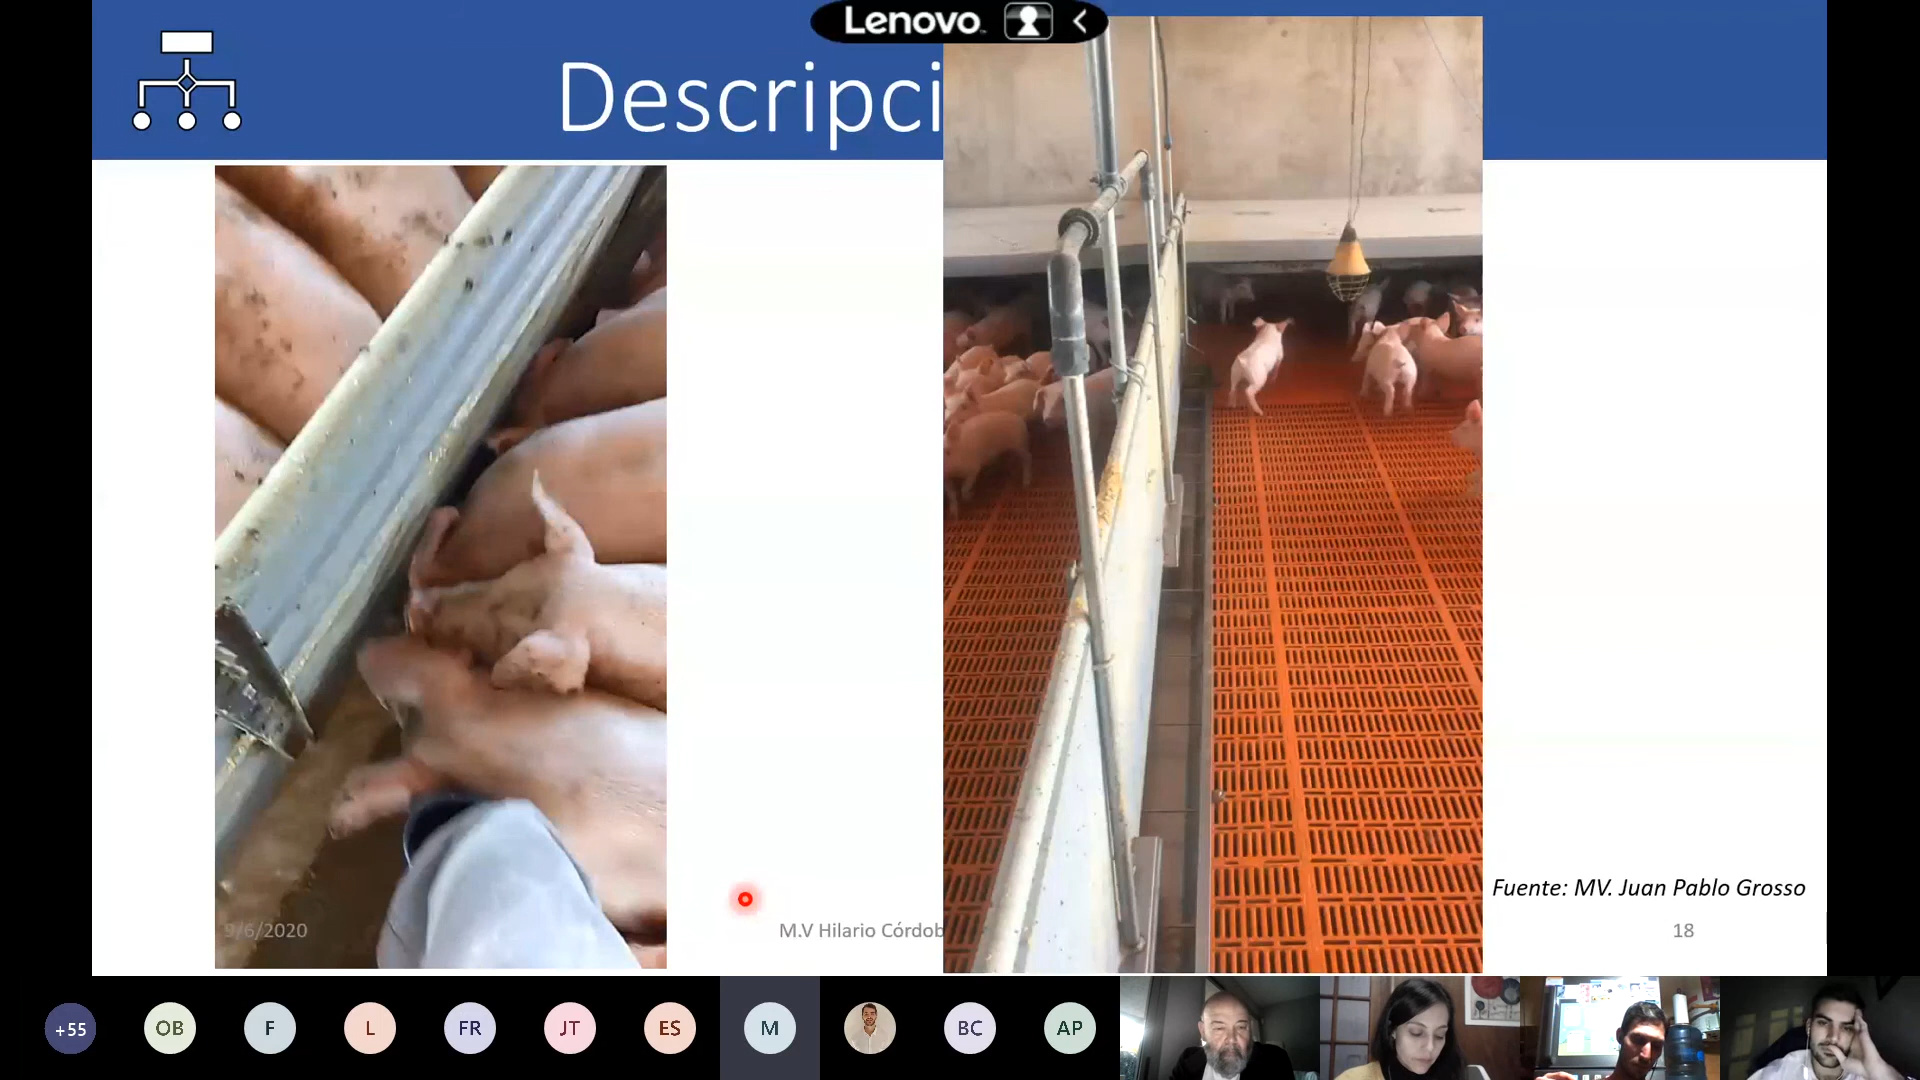 Lenovo
Descripci
Fuente: MV. Juan Pablo Grosso
9/6/2020
M.V Hilario Córdob
18
+55
OB
F
L
FR
JT
ES
M
BC
AP